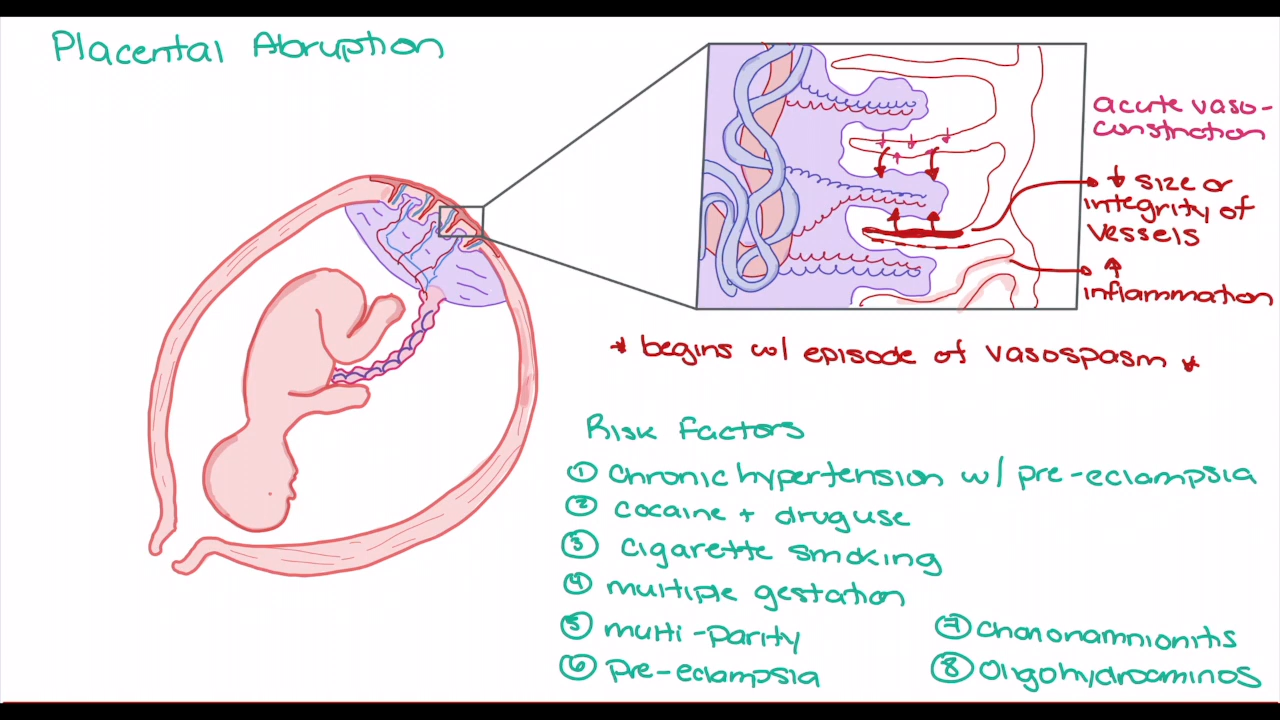 Placental Abruption
acute vaso-
constriction
↓ size or
integrity of
vessels
↑
inflammation
* begins w/ episode of vasospasm *
Risk Factors
① chronic hypertension w/ pre-eclampsia
② cocaine + drug use
③ cigarette smoking
④ multiple gestation
⑤ multi-parity
⑥ pre-eclampsia
⑦ chorionamnionitis
⑧ Oligohydroaminos